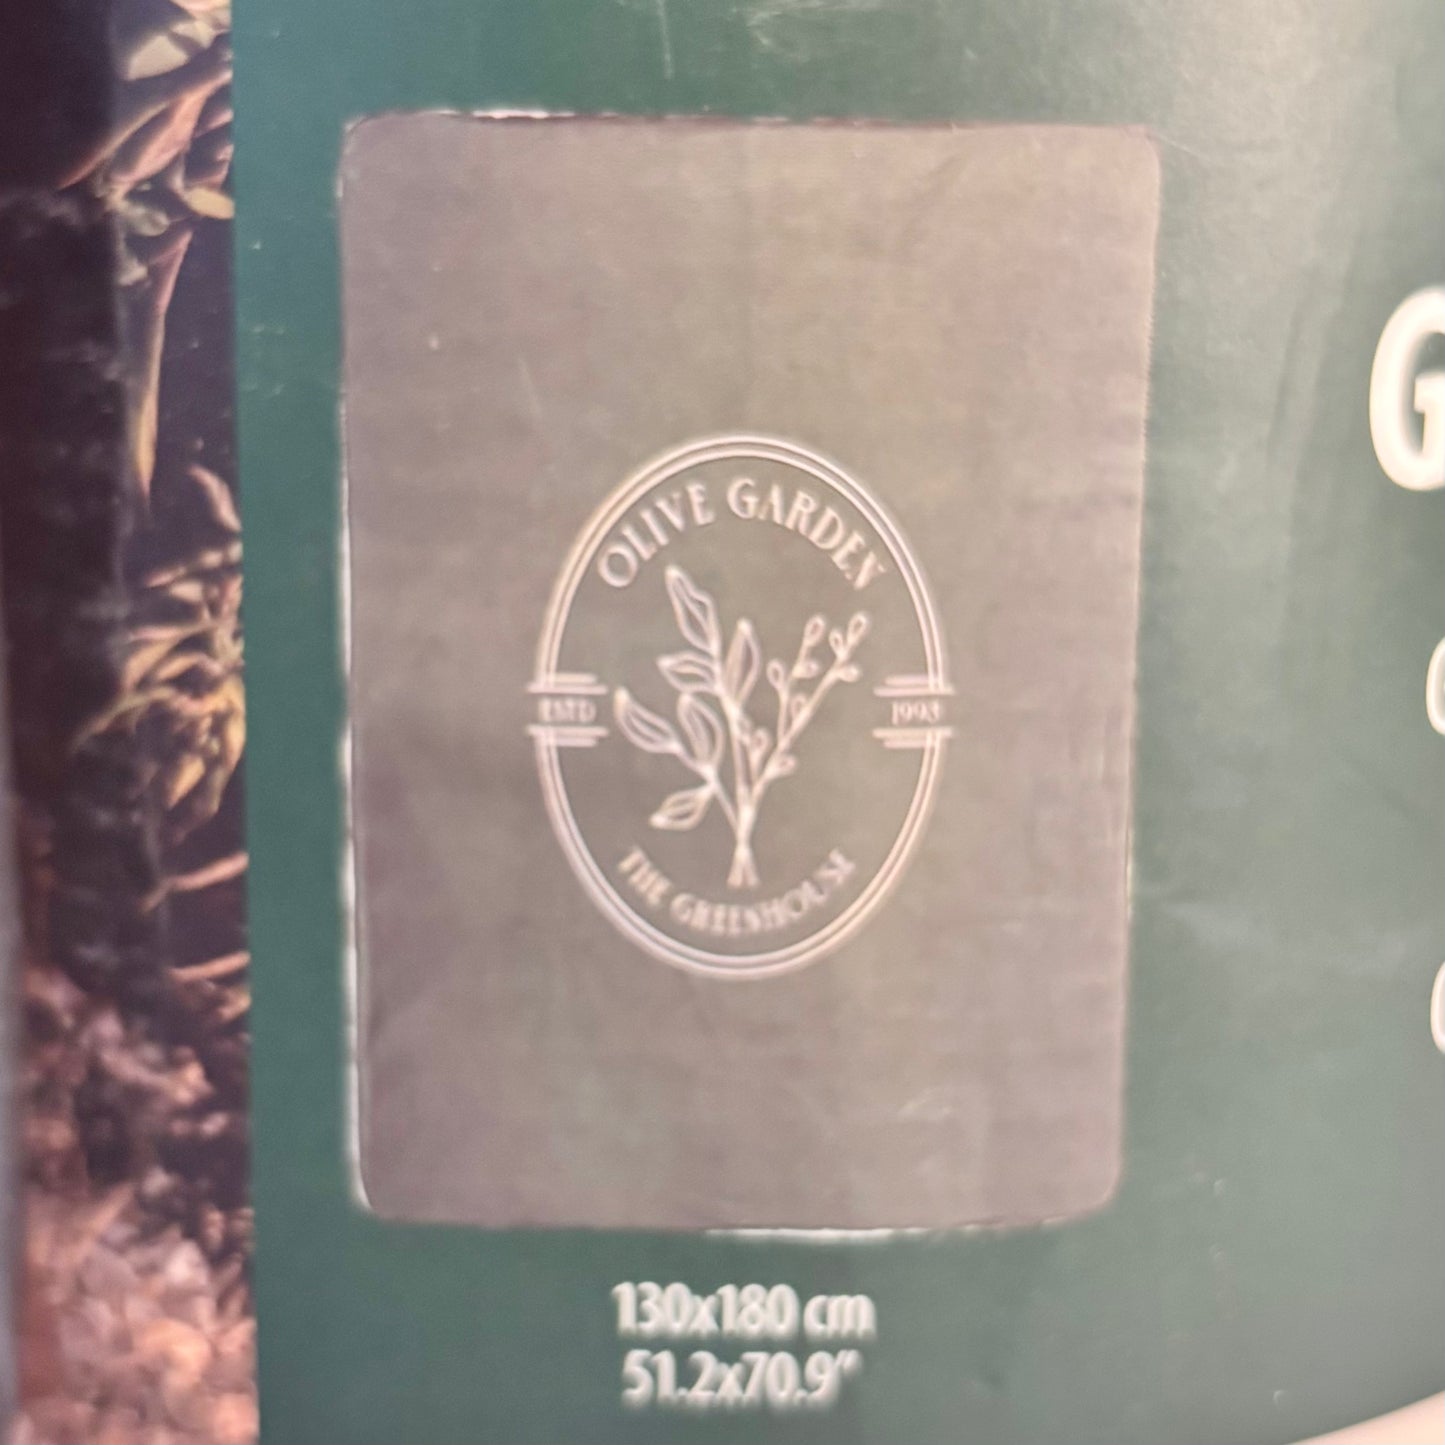 OLIVE GARDEN
ESTD
1993
THE GREENHOUSE
130x180 cm
51.2x70.9"
G